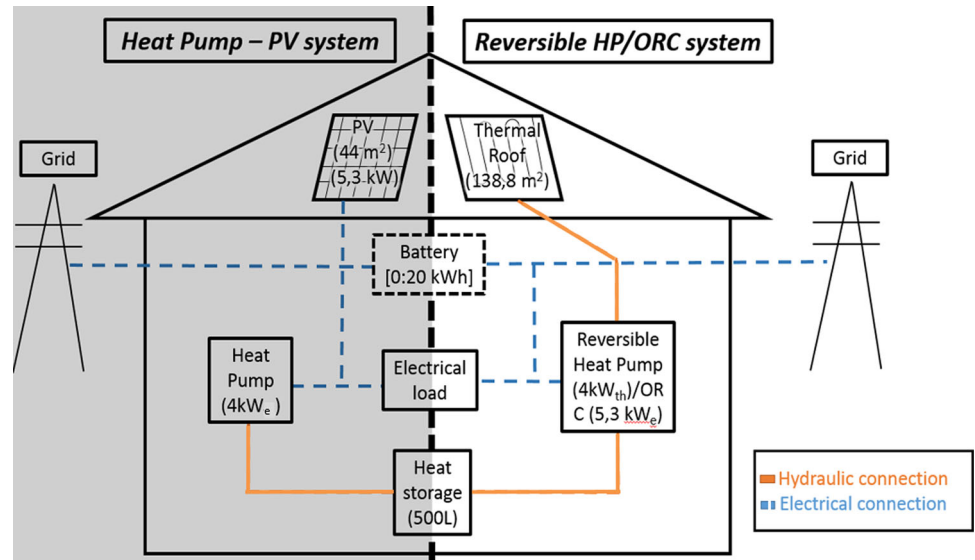 Heat Pump – PV system
Reversible HP/ORC system
Grid
PV
(44 m²)
(5,3 kW)
Thermal
Roof
(138,8 m²)
Grid
Battery
[0:20 kWh]
Heat
Pump
(4kWₑ )
Electrical
load
Reversible
Heat Pump
(4kWₜₕ)/OR
C (5,3 kWₑ)
Heat
storage
(500L)
Hydraulic connection
Electrical connection